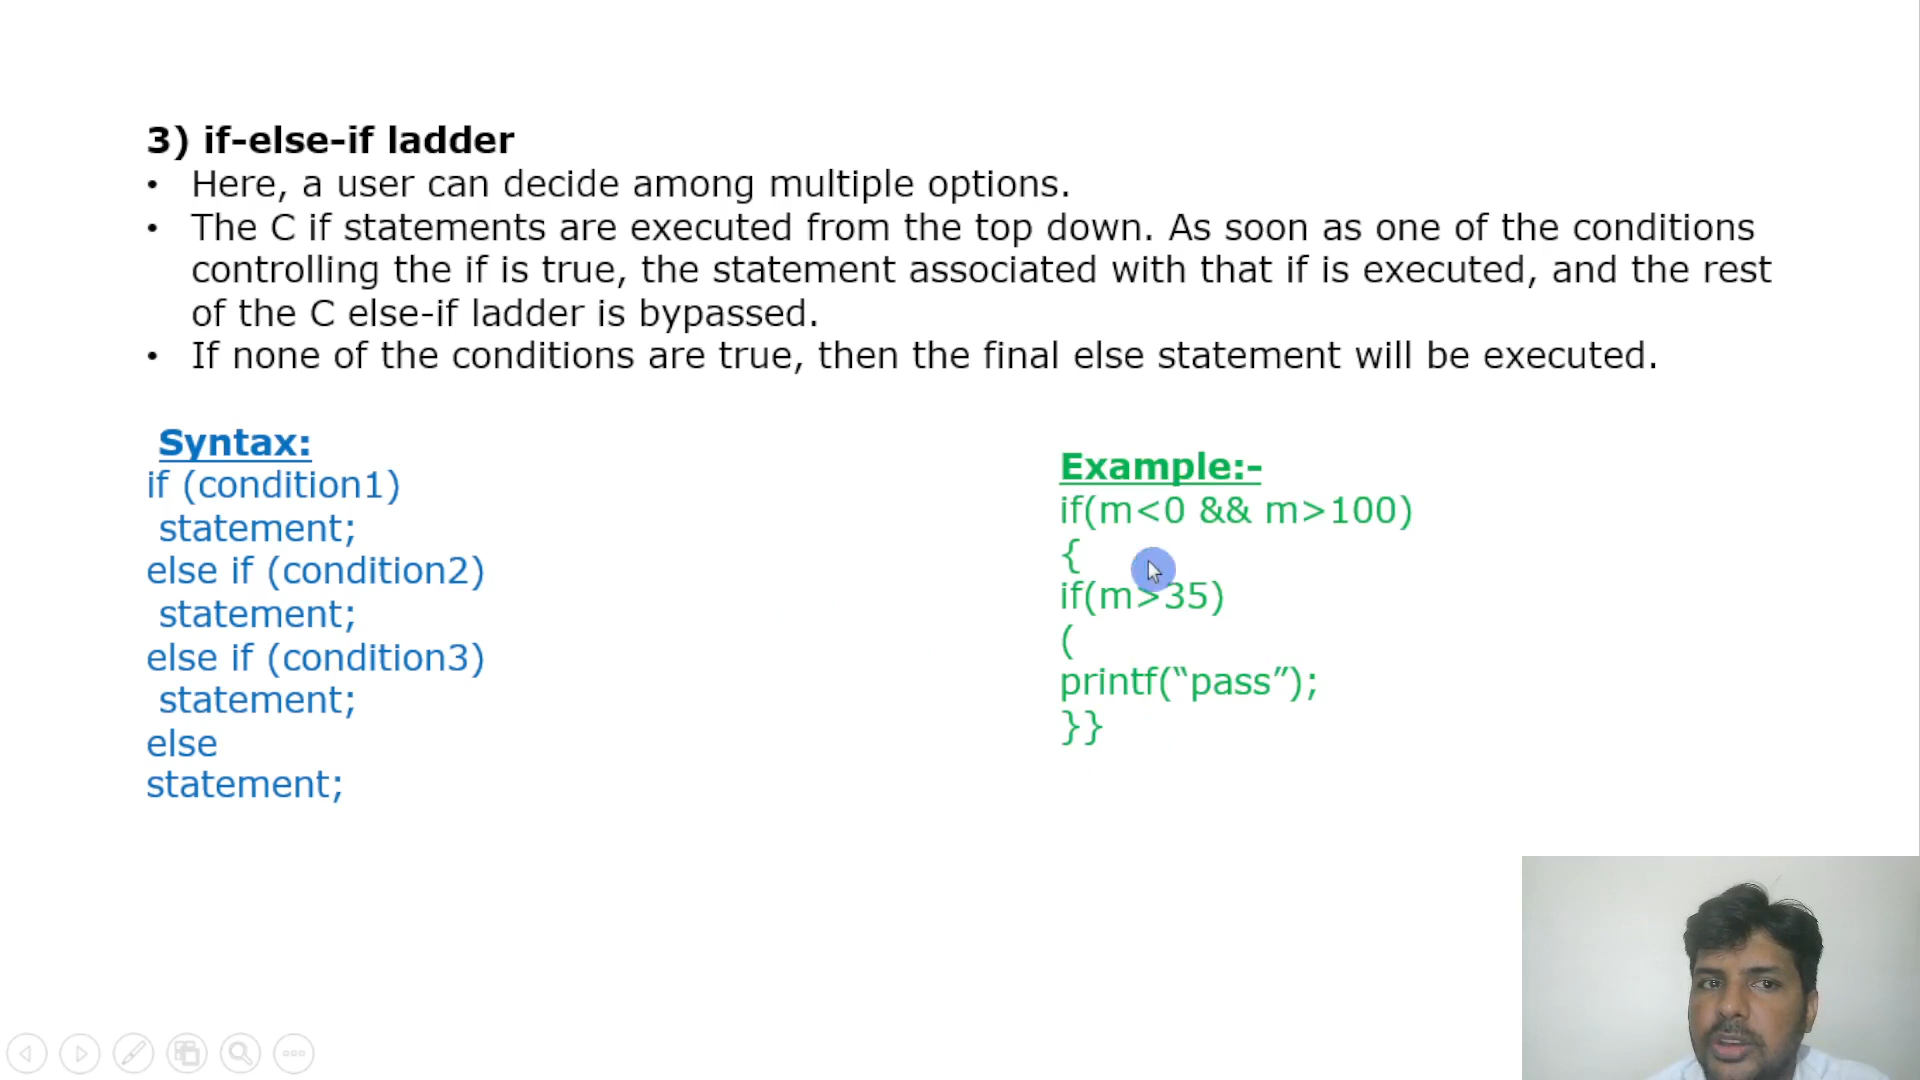 3) if-else-if ladder
• Here, a user can decide among multiple options.
• The C if statements are executed from the top down. As soon as one of the conditions
controlling the if is true, the statement associated with that if is executed, and the rest
of the C else-if ladder is bypassed.
• If none of the conditions are true, then the final else statement will be executed.
Syntax:
if (condition1)
statement;
else if (condition2)
statement;
else if (condition3)
statement;
else
statement;
Example:-
if(m<0 && m>100)
{
if(m>35)
(
printf(“pass”);
}}